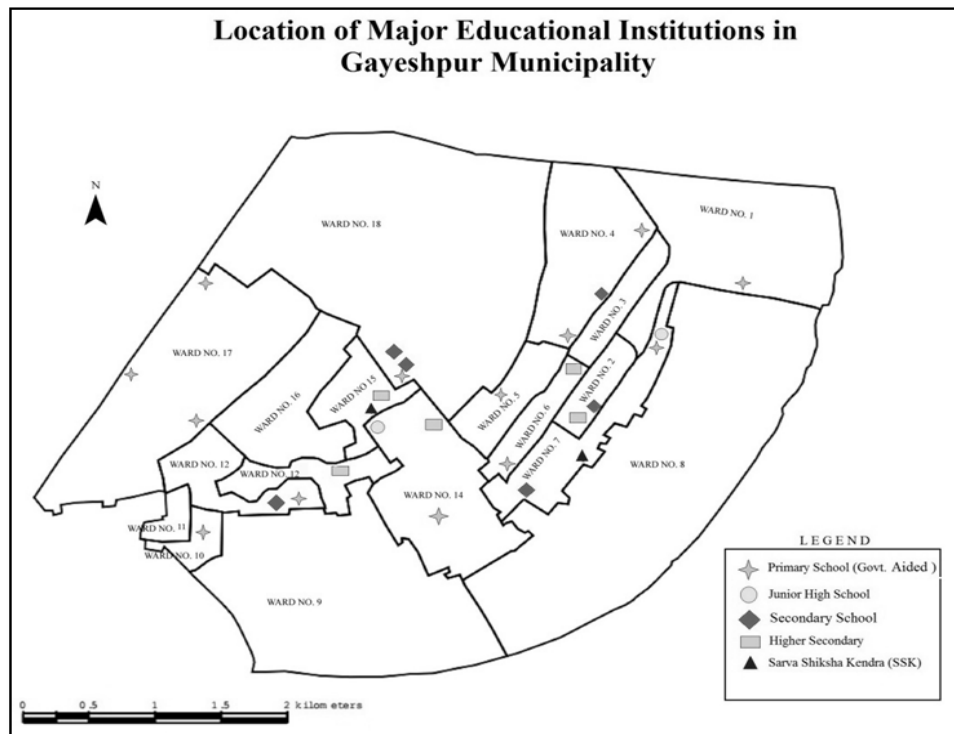 Location of Major Educational Institutions in
Gayeshpur Municipality
N
WARD NO. 1
WARD NO. 18
WARD NO. 4
WARD NO. 3
WARD NO. 17
WARD NO. 2
WARD NO 15
WARD NO. 16
WARD NO. 5
WARD NO. 6
WARD NO. 7
WARD NO. 8
WARD NO. 12
WARD NO. 12
WARD NO. 14
WARD NO. 11
WARD NO. 10
WARD NO. 9
LEGEND
Primary School (Govt. Aided )
Junior High School
Secondary School
Higher Secondary
Sarva Shiksha Kendra (SSK)
0 0.5 1 1.5 2 kilom eters